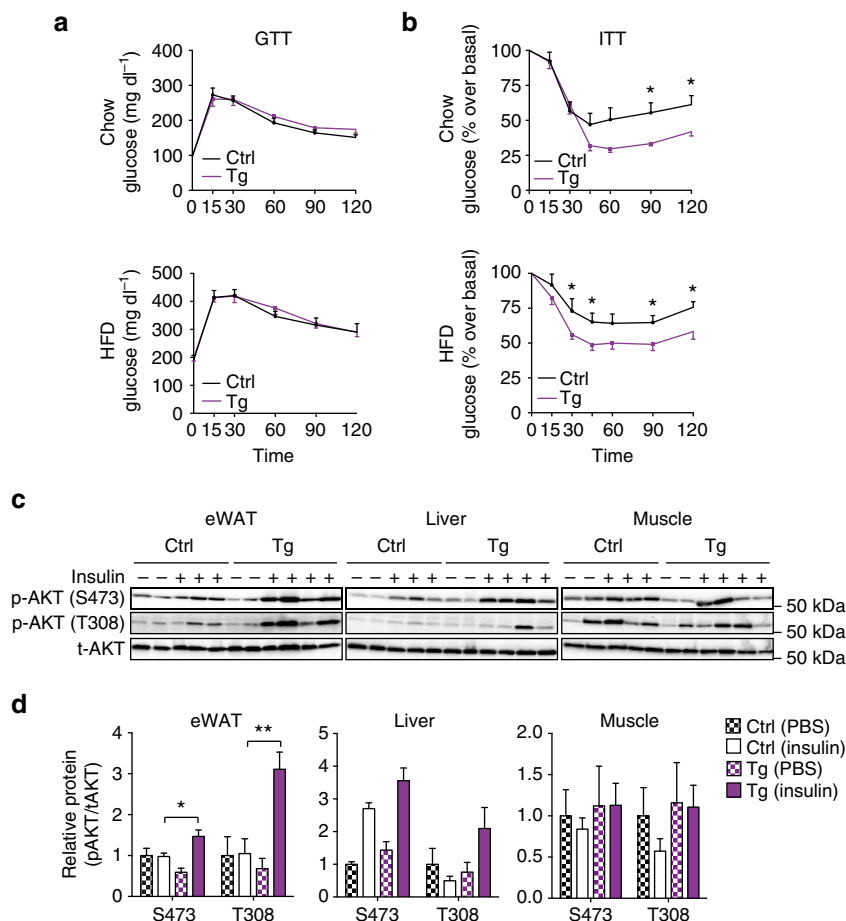 a
b
GTT
ITT
Chow
glucose (mg dl⁻¹)
400
300
200
100
0
Ctrl
Tg
0 15 30 60 90 120
Chow
glucose (% over basal)
100
75
50
25
0
* *
Ctrl
Tg
0 15 30 60 90 120
HFD
glucose (mg dl⁻¹)
500
400
300
200
100
0
Ctrl
Tg
0 15 30 60 90 120
Time
HFD
glucose (% over basal)
100
75
50
25
0
* * * *
Ctrl
Tg
0 15 30 60 90 120
Time
c
eWAT Liver Muscle
Ctrl Tg Ctrl Tg Ctrl Tg
Insulin – – + + + – – + + + + – – + + + – – + + + + – – + + + – – + + + +
p-AKT (S473) 50 kDa
p-AKT (T308) 50 kDa
t-AKT 50 kDa
d
eWAT
Relative protein
(pAKT/tAKT)
4
3
2
1
0
*
**
S473 T308
Liver
5
4
3
2
1
0
S473 T308
Muscle
2.0
1.5
1.0
0.5
0.0
S473 T308
Ctrl (PBS)
Ctrl (insulin)
Tg (PBS)
Tg (insulin)